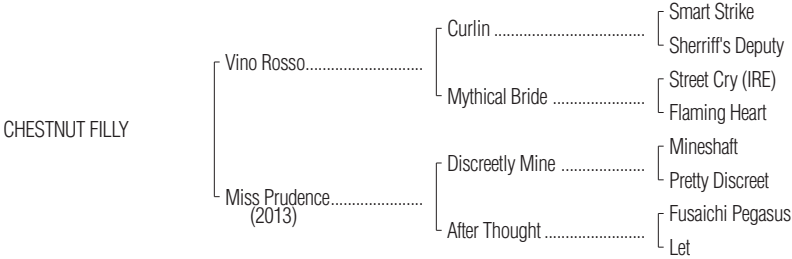 Smart Strike
Curlin ..............................
Sherriff's Deputy
Vino Rosso...........................
Street Cry (IRE)
Mythical Bride ......................
Flaming Heart
CHESTNUT FILLY
Mineshaft
Discreetly Mine .....................
Pretty Discreet
Miss Prudence.....................
(2013)
Fusaichi Pegasus
After Thought .......................
Let